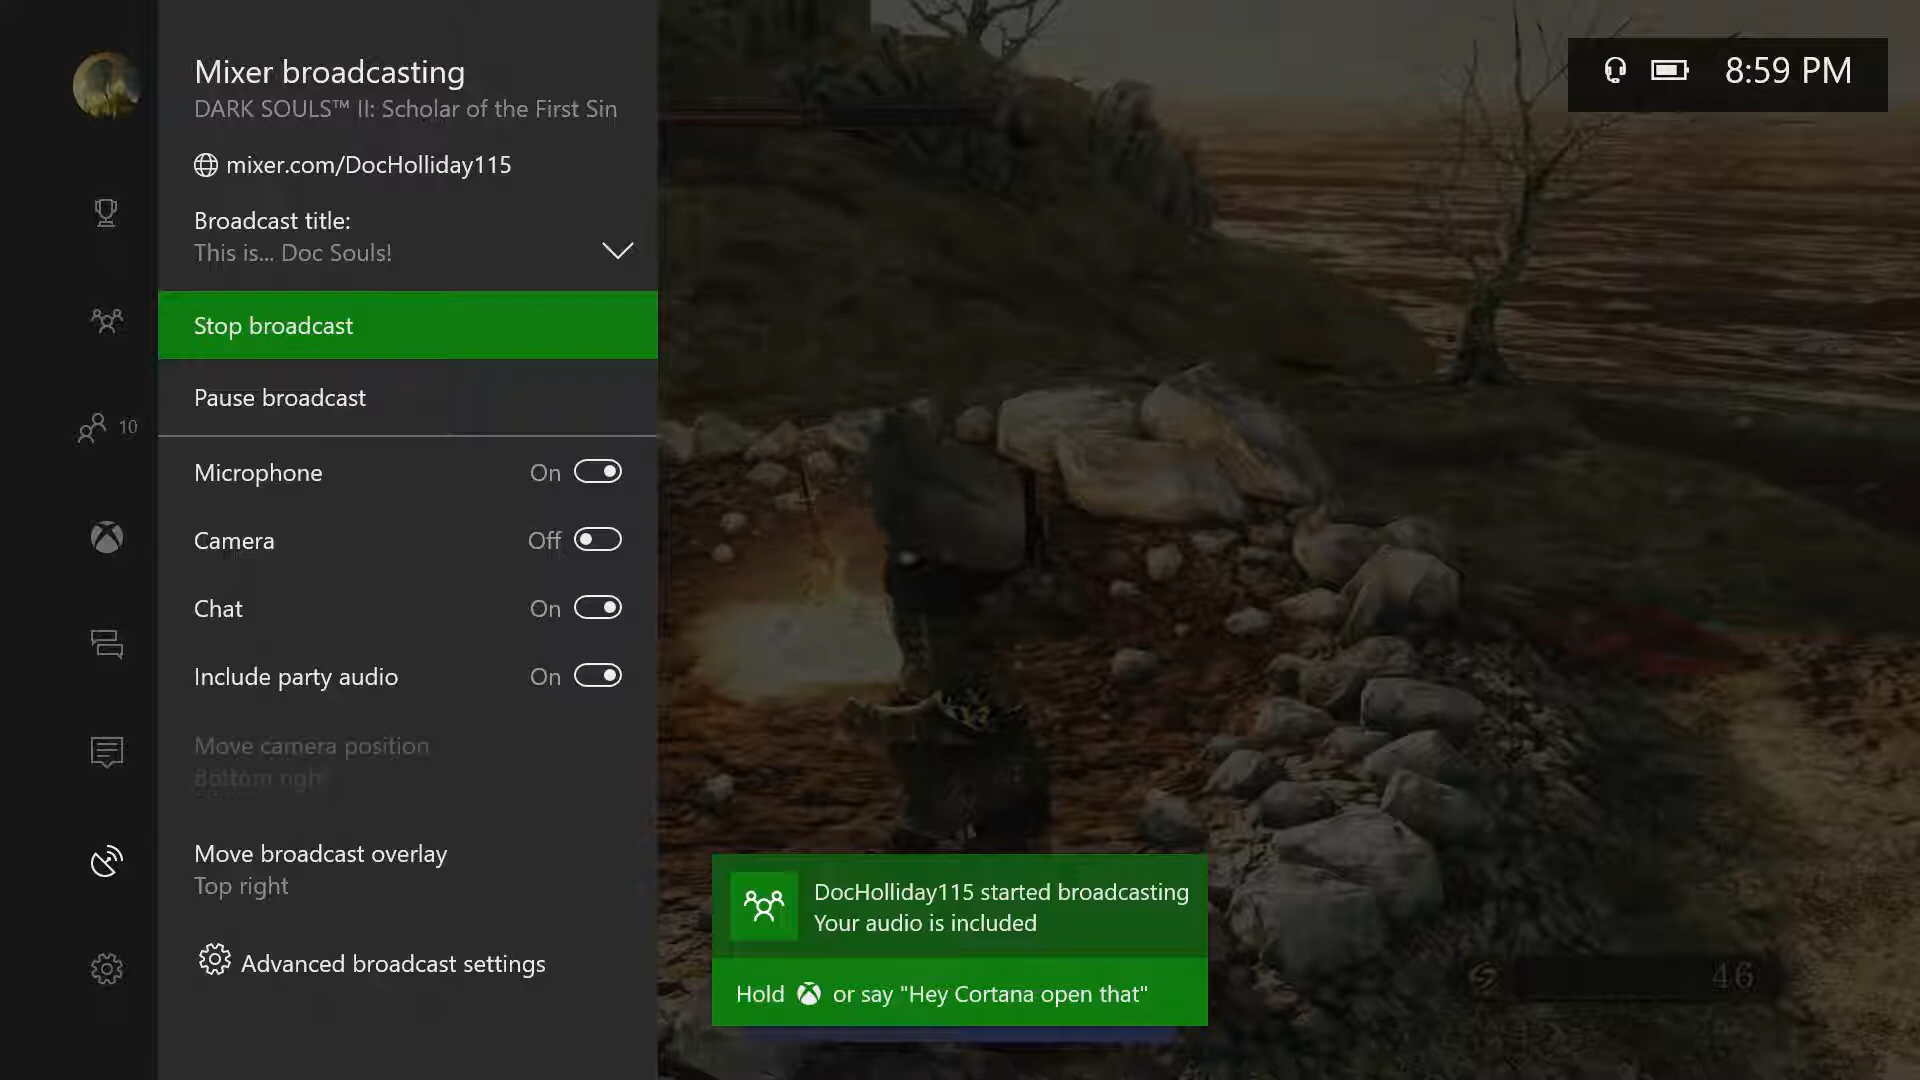 Mixer broadcasting
DARK SOULS™ II: Scholar of the First Sin
mixer.com/DocHolliday115
Broadcast title:
This is... Doc Souls!
Stop broadcast
Pause broadcast
10
Microphone On
Camera Off
Chat On
Include party audio On
Move camera position
Bottom right
Move broadcast overlay
Top right
Advanced broadcast settings
8:59 PM
DocHolliday115 started broadcasting
Your audio is included
Hold or say "Hey Cortana open that"
46